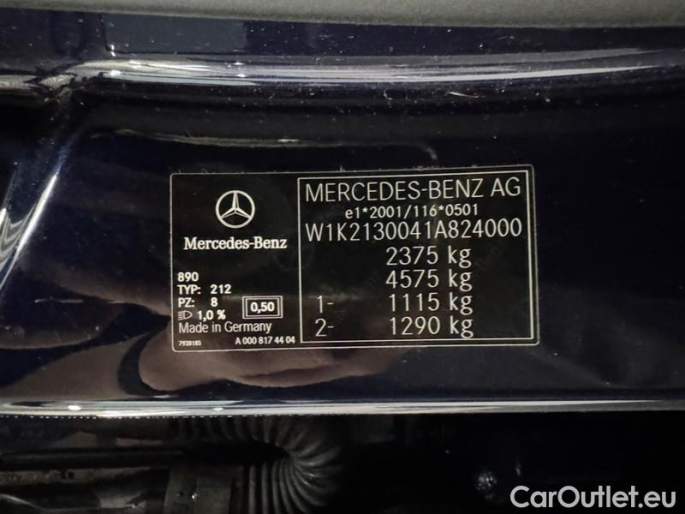 MERCEDES-BENZ AG
e1*2001/116*0501
W1K2130041A824000
2375 kg
4575 kg
1- 1115 kg
2- 1290 kg
Mercedes-Benz
890
TYP: 212
PZ: 8
1,0 %
0,50
Made in Germany
7928185 A 000 817 44 04
CarOutlet.eu